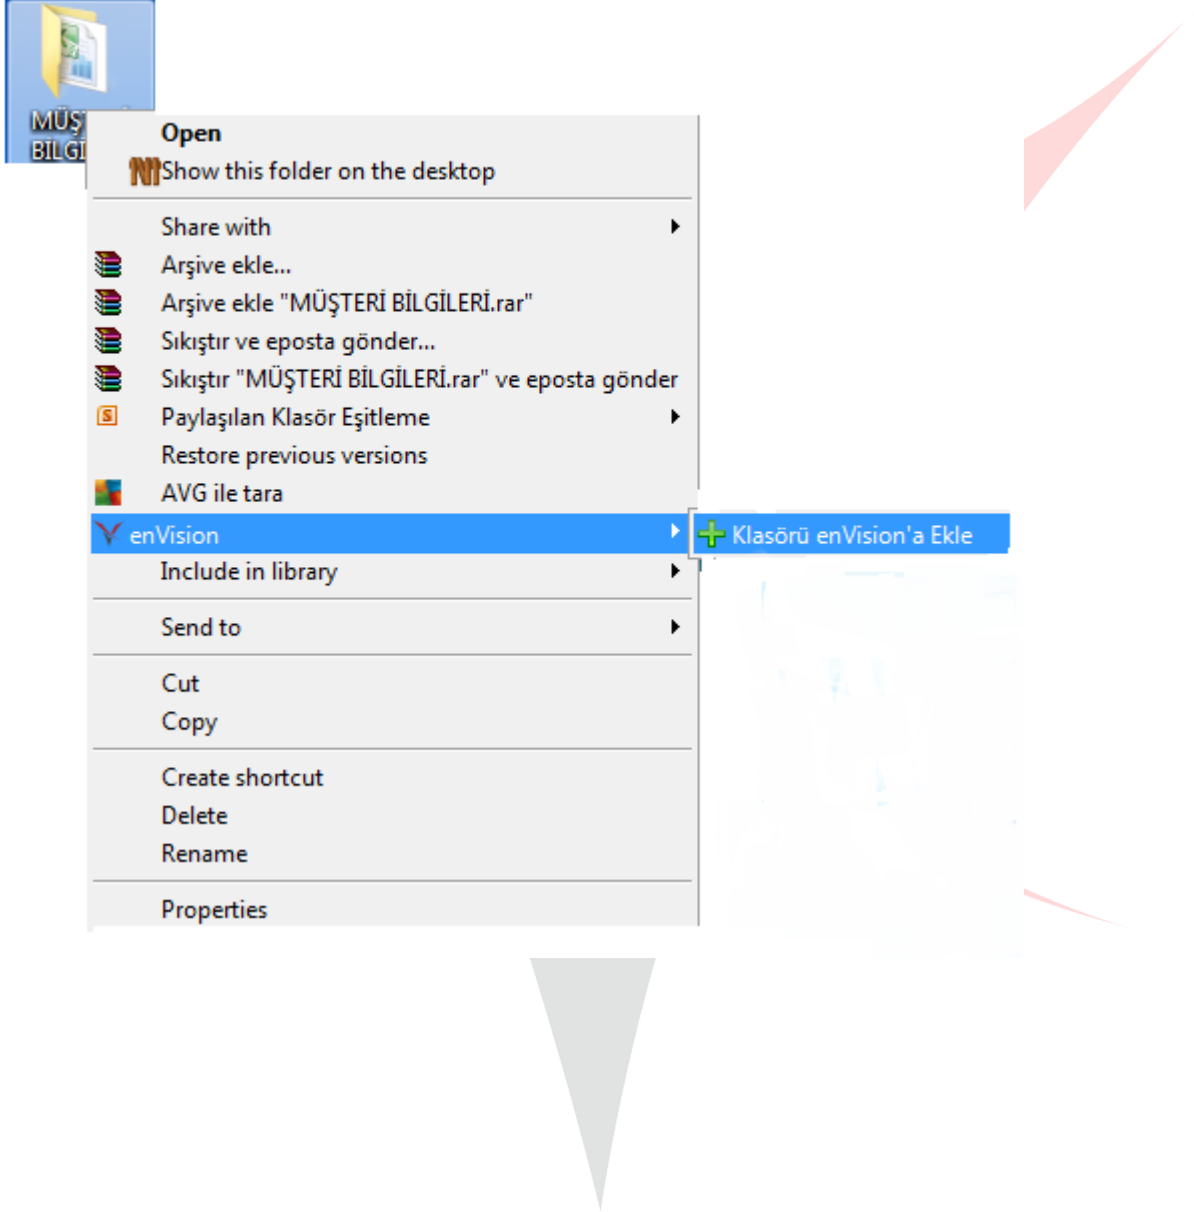 MÜŞ
BİLGİ
Open
Show this folder on the desktop
Share with
Arşive ekle...
Arşive ekle "MÜŞTERİ BİLGİLERİ.rar"
Sıkıştır ve eposta gönder...
Sıkıştır "MÜŞTERİ BİLGİLERİ.rar" ve eposta gönder
Paylaşılan Klasör Eşitleme
Restore previous versions
AVG ile tara
enVision
Klasörü enVision'a Ekle
Include in library
Send to
Cut
Copy
Create shortcut
Delete
Rename
Properties